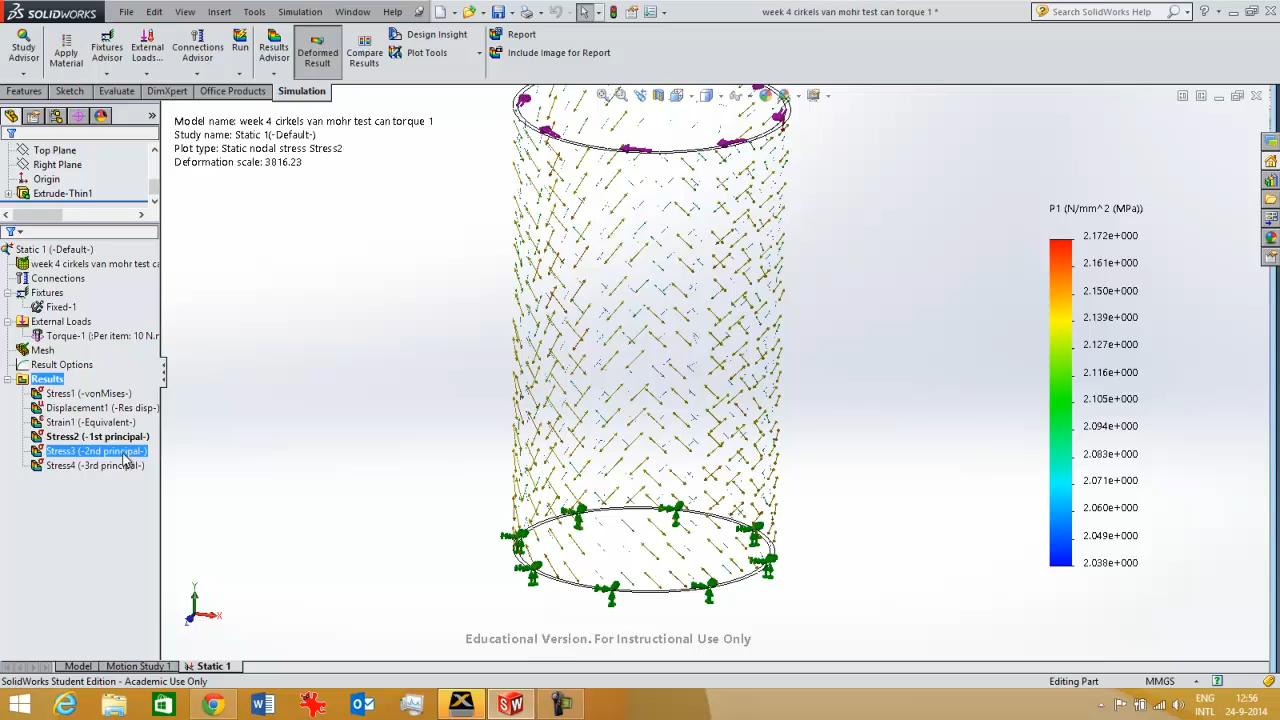 SOLIDWORKS File Edit View Insert Tools Simulation Window Help week 4 cirkels van mohr test can torque 1 * Search SolidWorks Help
Study Advisor
Apply Material
Fixtures Advisor
External Loads...
Connections Advisor
Run
Results Advisor
Deformed Result
Compare Results
Design Insight
Plot Tools
Report
Include Image for Report
Features Sketch Evaluate DimXpert Office Products Simulation
Top Plane
Right Plane
Origin
Extrude-Thin1
Static 1 (-Default-)
week 4 cirkels van mohr test ca
Connections
Fixtures
Fixed-1
External Loads
Torque-1 (:Per item: 10 N.m
Mesh
Result Options
Results
Stress1 (-vonMises-)
Displacement1 (-Res disp-)
Strain1 (-Equivalent-)
Stress2 (-1st principal-)
Stress3 (-2nd principal-)
Stress4 (-3rd principal-)
Model name: week 4 cirkels van mohr test can torque 1
Study name: Static 1(-Default-)
Plot type: Static nodal stress Stress2
Deformation scale: 3816.23
P1 (N/mm^2 (MPa))
2.172e+000
2.161e+000
2.150e+000
2.139e+000
2.127e+000
2.116e+000
2.105e+000
2.094e+000
2.083e+000
2.071e+000
2.060e+000
2.049e+000
2.038e+000
Y
X
Z
Educational Version. For Instructional Use Only
Model Motion Study 1 Static 1
SolidWorks Student Edition - Academic Use Only Editing Part MMGS
ENG 12:56
INTL 24-9-2014